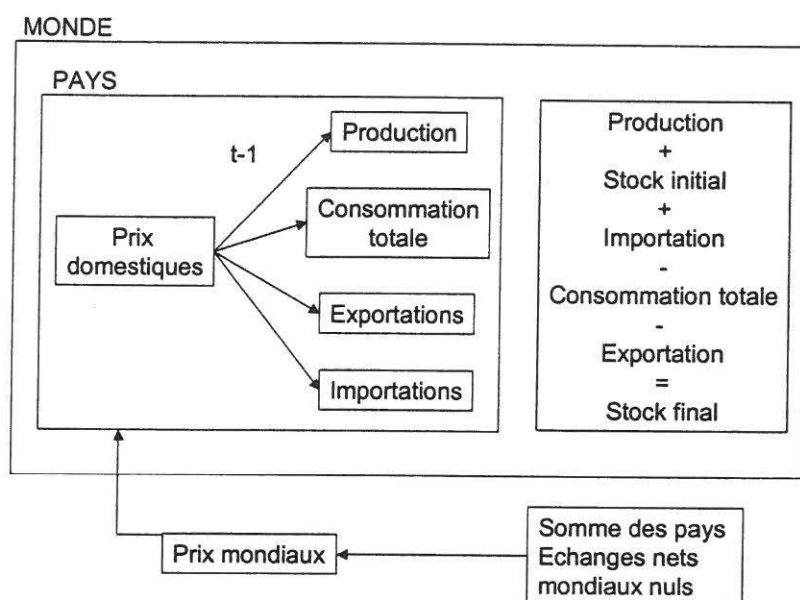 MONDE
PAYS
t-1
Production
Consommation
totale
Prix
domestiques
Exportations
Importations
Production
+
Stock initial
+
Importation
-
Consommation totale
-
Exportation
=
Stock final
Prix mondiaux
Somme des pays
Echanges nets
mondiaux nuls